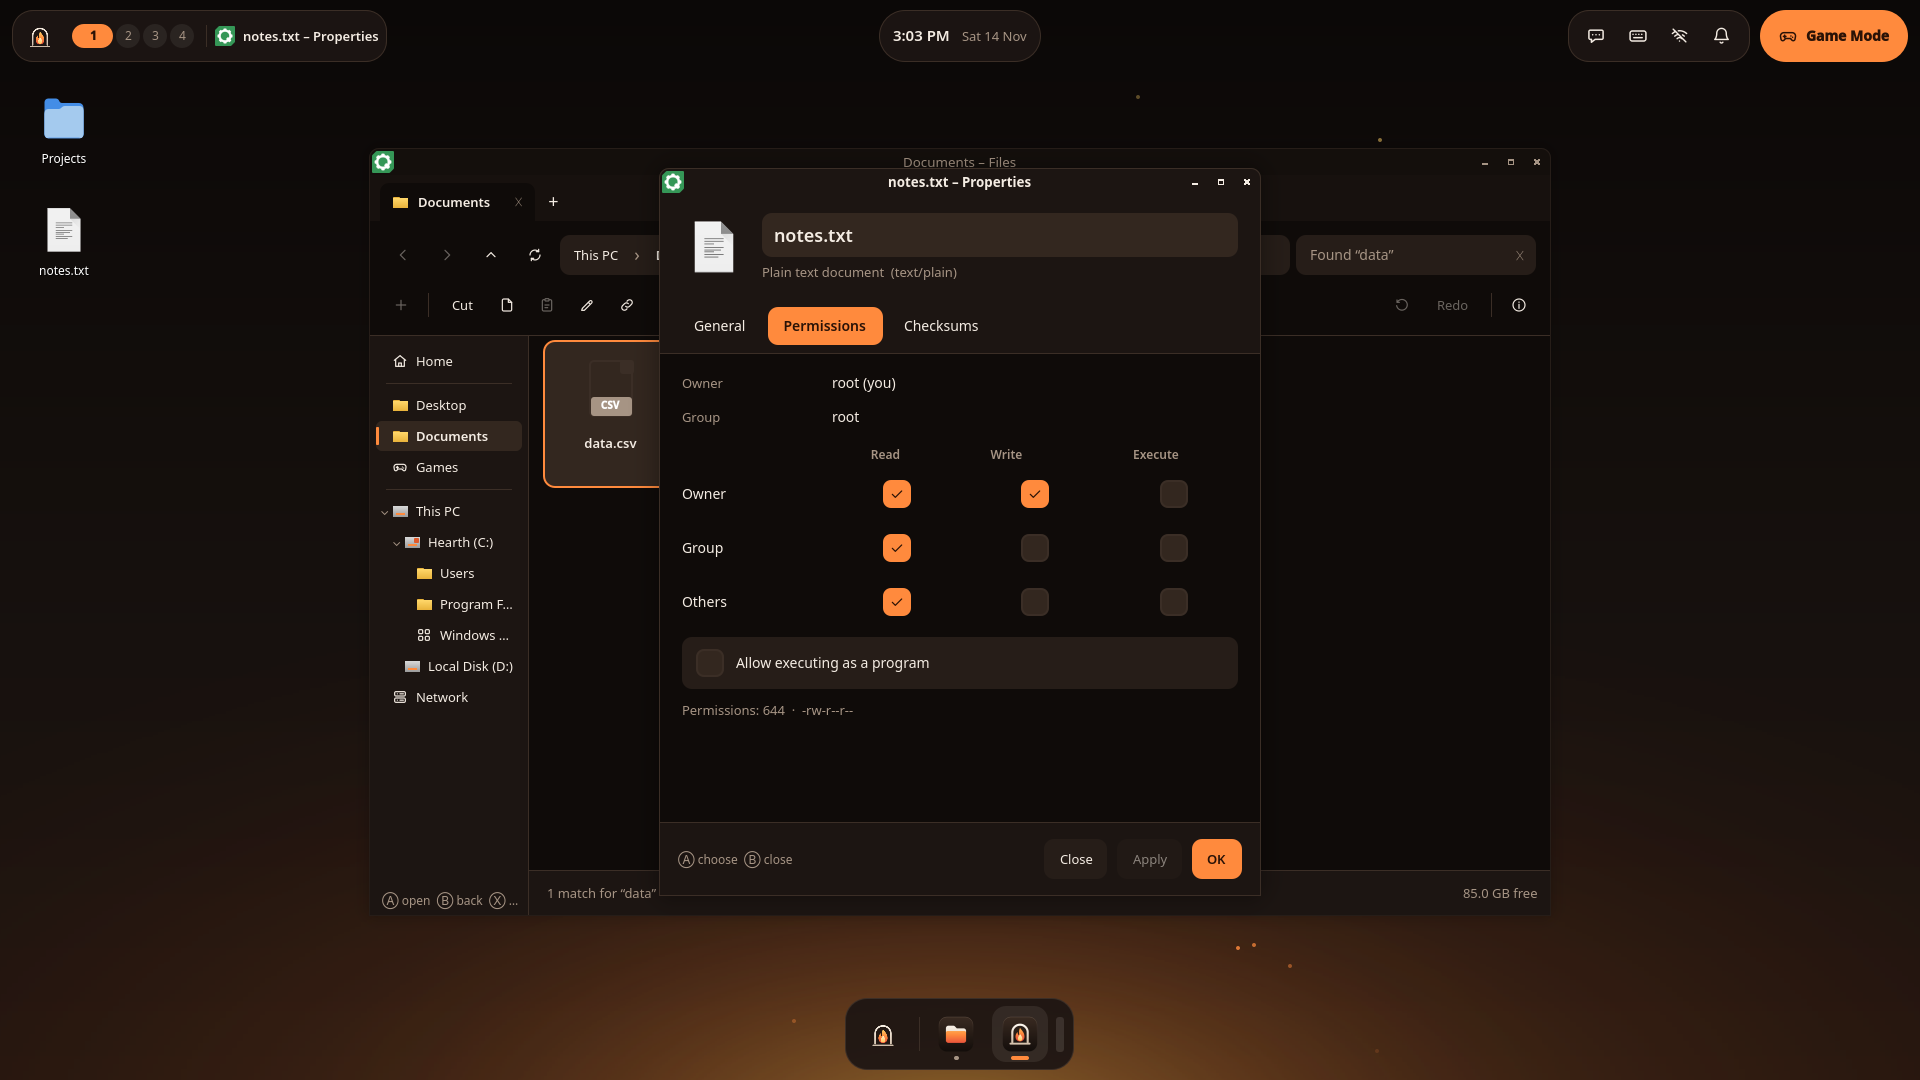 1 2 3 4 notes.txt – Properties
3:03 PM Sat 14 Nov
Game Mode
Projects
notes.txt
Documents – Files
Documents X +
This PC › D
Found “data” X
Cut
Redo
Home
Desktop
Documents
Games
This PC
Hearth (C:)
Users
Program F...
Windows ...
Local Disk (D:)
Network
A open B back X ...
CSV
data.csv
1 match for “data”
85.0 GB free
notes.txt – Properties
notes.txt
Plain text document (text/plain)
General Permissions Checksums
Owner root (you)
Group root
Read Write Execute
Owner
Group
Others
Allow executing as a program
Permissions: 644 · -rw-r--r--
A choose B close
Close Apply OK